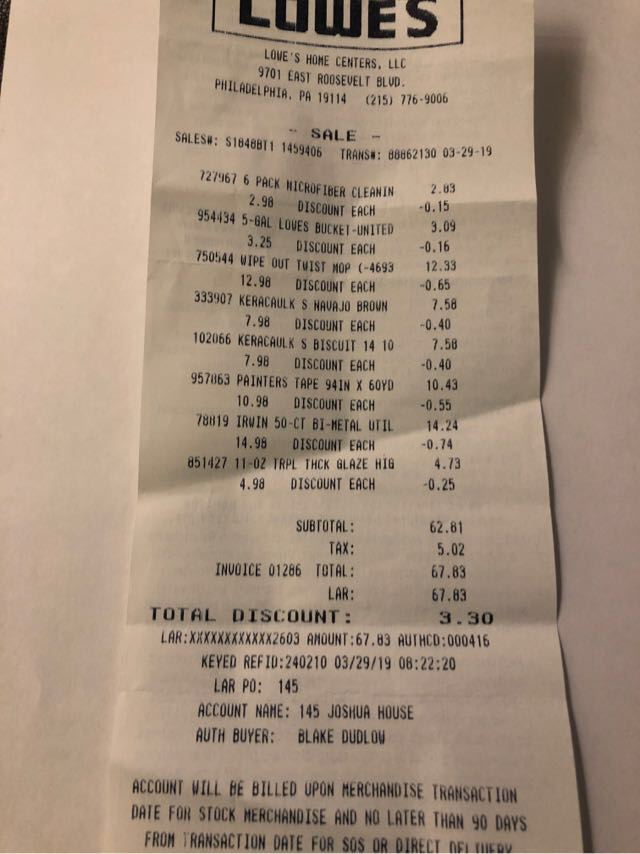 LOWE'S
LOWE'S HOME CENTERS, LLC
9701 EAST ROOSEVELT BLVD.
PHILADELPHIA, PA 19114 (215) 776-9006
- SALE -
SALES#: S1848BT1 1459406 TRANS#: 88862130 03-29-19
727967 6 PACK MICROFIBER CLEANIN 2.83
2.98 DISCOUNT EACH -0.15
954434 5-GAL LOWES BUCKET-UNITED 3.09
3.25 DISCOUNT EACH -0.16
750544 WIPE OUT TWIST MOP (-4693 12.33
12.98 DISCOUNT EACH -0.65
333907 KERACAULK S NAVAJO BROWN 7.58
7.98 DISCOUNT EACH -0.40
102066 KERACAULK S BISCUIT 14 10 7.58
7.98 DISCOUNT EACH -0.40
957863 PAINTERS TAPE 94IN X 60YD 10.43
10.98 DISCOUNT EACH -0.55
78819 IRWIN 50-CT BI-METAL UTIL 14.24
14.98 DISCOUNT EACH -0.74
851427 11-OZ TRPL THCK GLAZE HIG 4.73
4.98 DISCOUNT EACH -0.25
SUBTOTAL: 62.81
TAX: 5.02
INVOICE 01286 TOTAL: 67.83
LAR: 67.83
TOTAL DISCOUNT: 3.30
LAR:XXXXXXXXXXXX2603 AMOUNT:67.83 AUTHCD:000416
KEYED REFID:240210 03/29/19 08:22:20
LAR PO: 145
ACCOUNT NAME: 145 JOSHUA HOUSE
AUTH BUYER: BLAKE DUDLOW
ACCOUNT WILL BE BILLED UPON MERCHANDISE TRANSACTION
DATE FOR STOCK MERCHANDISE AND NO LATER THAN 90 DAYS
FROM TRANSACTION DATE FOR SOS OR DIRECT DELIVERY